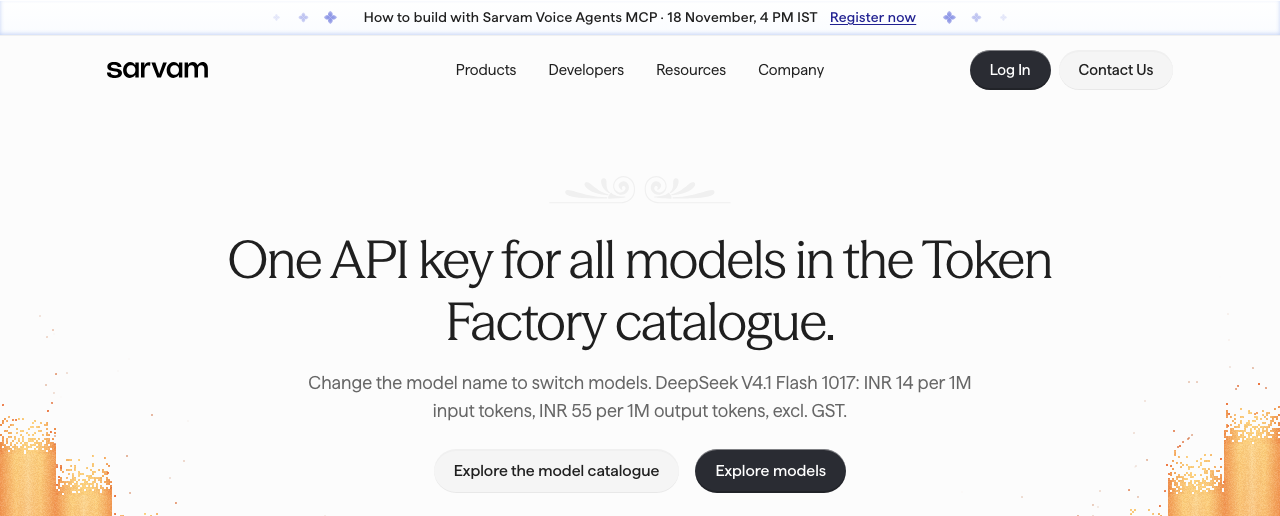 How to build with Sarvam Voice Agents MCP · 18 November, 4 PM IST Register now
sarvam Products Developers Resources Company Log In Contact Us
One API key for all models in the Token
Factory catalogue.
Change the model name to switch models. DeepSeek V4.1 Flash 1017: INR 14 per 1M
input tokens, INR 55 per 1M output tokens, excl. GST.
Explore the model catalogue Explore models